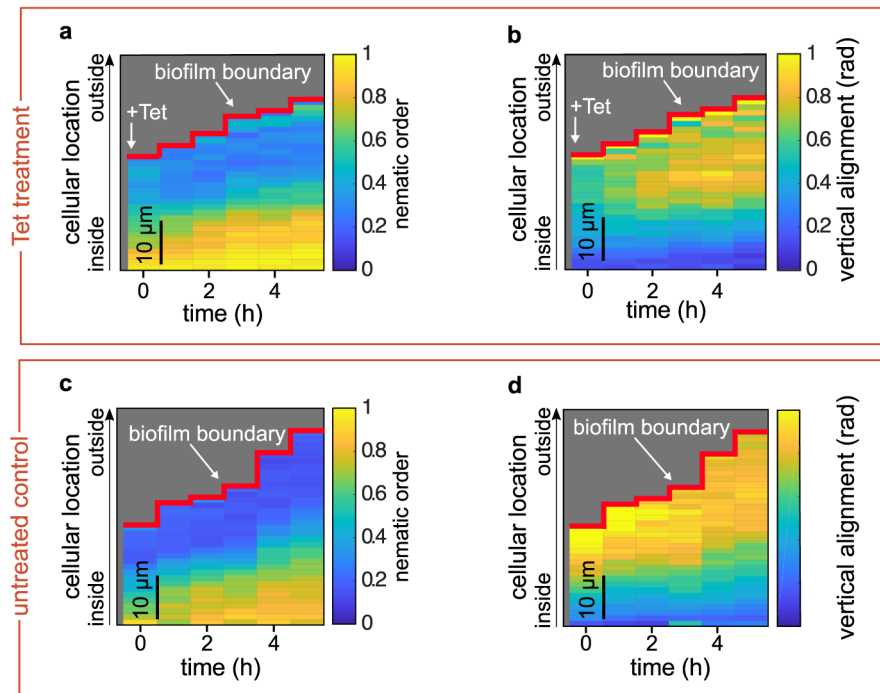 Tet treatment
a
outside
cellular location
inside
+Tet
biofilm boundary
10 µm
0
2
4
time (h)
1
0.8
0.6
0.4
0.2
0
nematic order
b
outside
cellular location
inside
+Tet
biofilm boundary
10 µm
0
2
4
time (h)
1
0.8
0.6
0.4
0.2
0
vertical alignment (rad)
untreated control
c
outside
cellular location
inside
biofilm boundary
10 µm
0
2
4
time (h)
1
0.8
0.6
0.4
0.2
0
nematic order
d
outside
cellular location
inside
biofilm boundary
10 µm
0
2
4
time (h)
vertical alignment (rad)